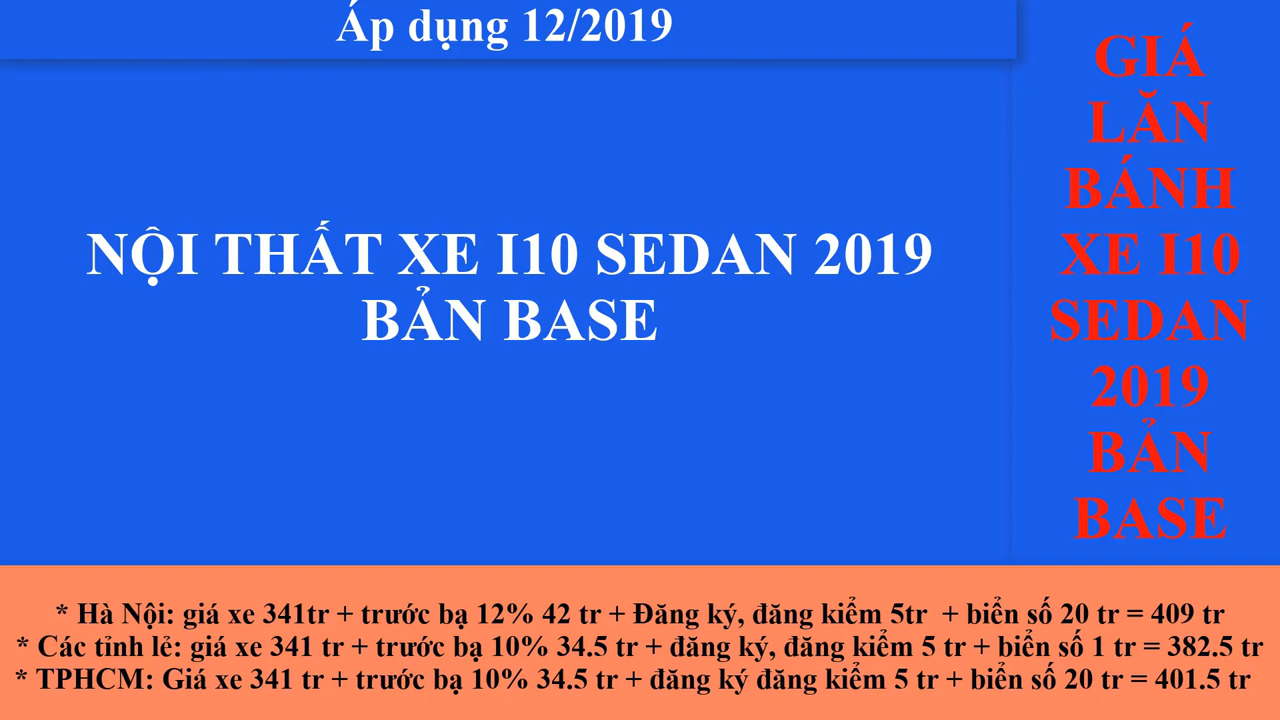 Áp dụng 12/2019
NỘI THẤT XE I10 SEDAN 2019
BẢN BASE
GIÁ
LĂN
BÁNH
XE I10
SEDAN
2019
BẢN
BASE
* Hà Nội: giá xe 341tr + trước bạ 12% 42 tr + Đăng ký, đăng kiểm 5tr + biển số 20 tr = 409 tr
* Các tỉnh lẻ: giá xe 341 tr + trước bạ 10% 34.5 tr + đăng ký, đăng kiểm 5 tr + biển số 1 tr = 382.5 tr
* TPHCM: Giá xe 341 tr + trước bạ 10% 34.5 tr + đăng ký đăng kiểm 5 tr + biển số 20 tr = 401.5 tr